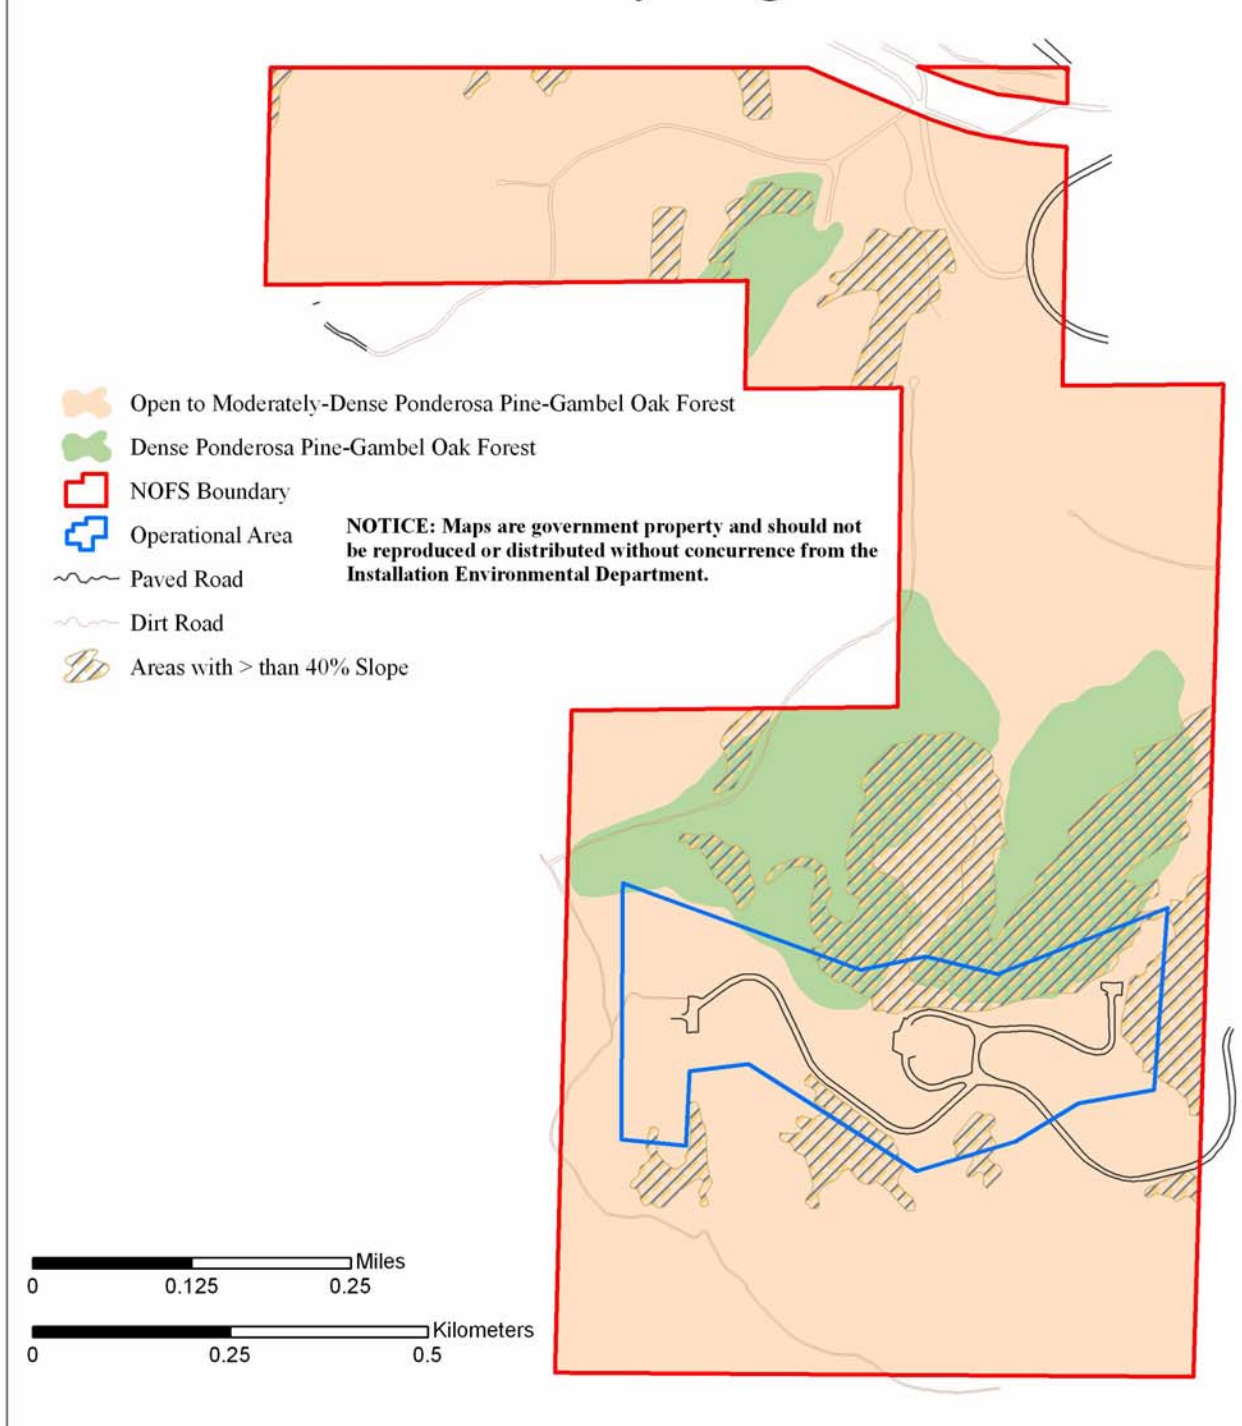 Open to Moderately-Dense Ponderosa Pine-Gambel Oak Forest
Dense Ponderosa Pine-Gambel Oak Forest
NOFS Boundary
Operational Area
NOTICE: Maps are government property and should not
be reproduced or distributed without concurrence from the
Installation Environmental Department.
Paved Road
Dirt Road
Areas with > than 40% Slope
Miles
0 0.125 0.25
Kilometers
0 0.25 0.5